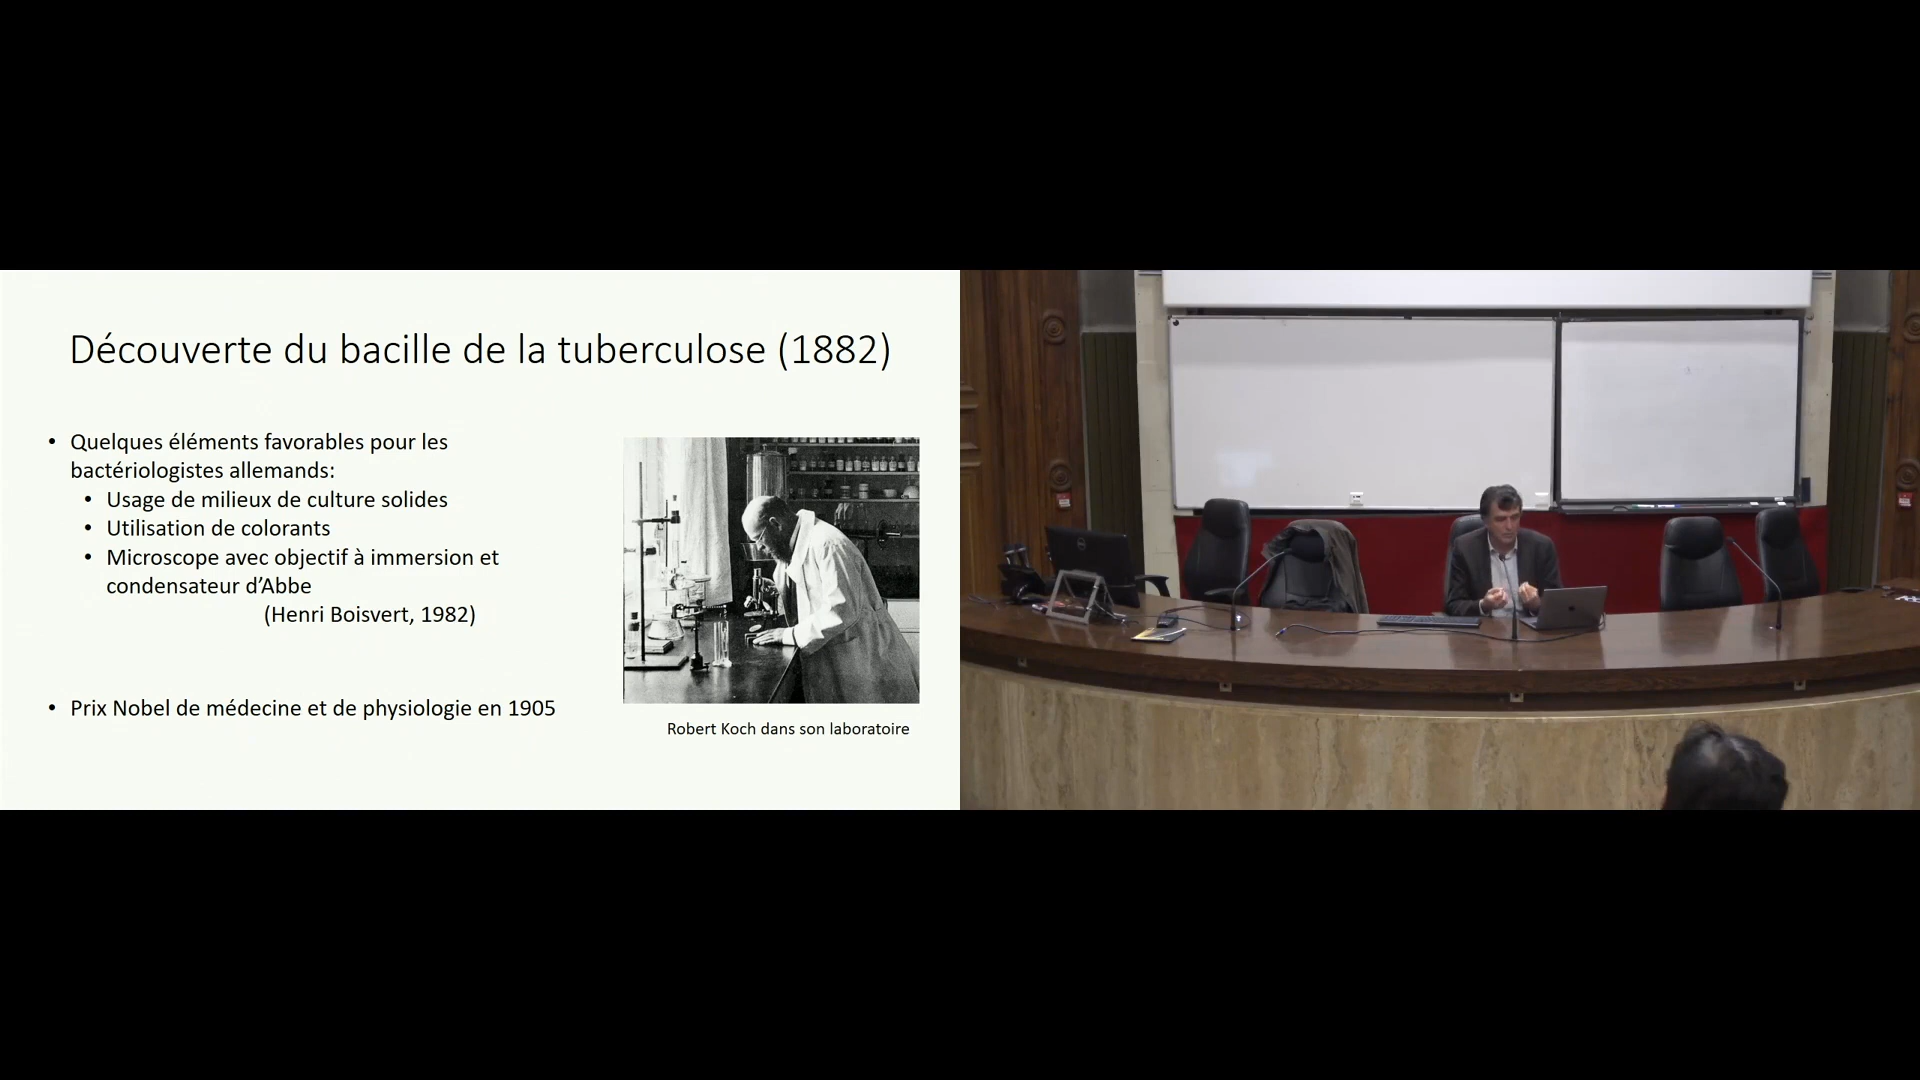 Découverte du bacille de la tuberculose (1882)
• Quelques éléments favorables pour les
bactériologistes allemands:
• Usage de milieux de culture solides
• Utilisation de colorants
• Microscope avec objectif à immersion et
condensateur d’Abbe
(Henri Boisvert, 1982)
• Prix Nobel de médecine et de physiologie en 1905
Robert Koch dans son laboratoire